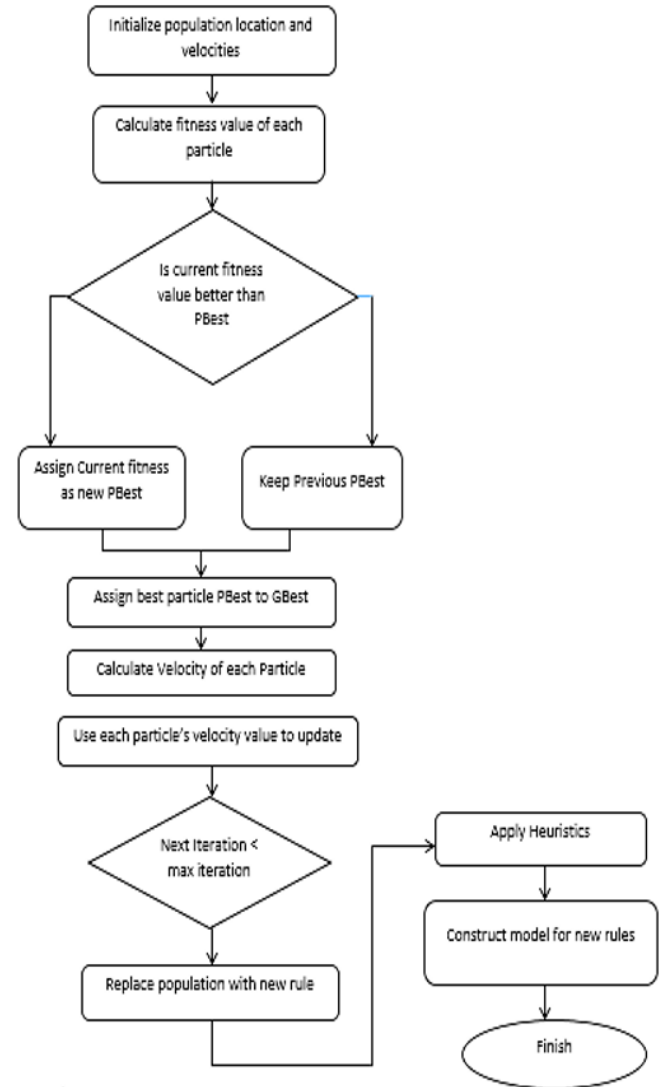 Initialize population location and
velocities
Calculate fitness value of each
particle
Is current fitness
value better than
PBest
Assign Current fitness
as new PBest
Keep Previous PBest
Assign best particle PBest to GBest
Calculate Velocity of each Particle
Use each particle's velocity value to update
Next Iteration <
max iteration
Replace population with new rule
Apply Heuristics
Construct model for new rules
Finish